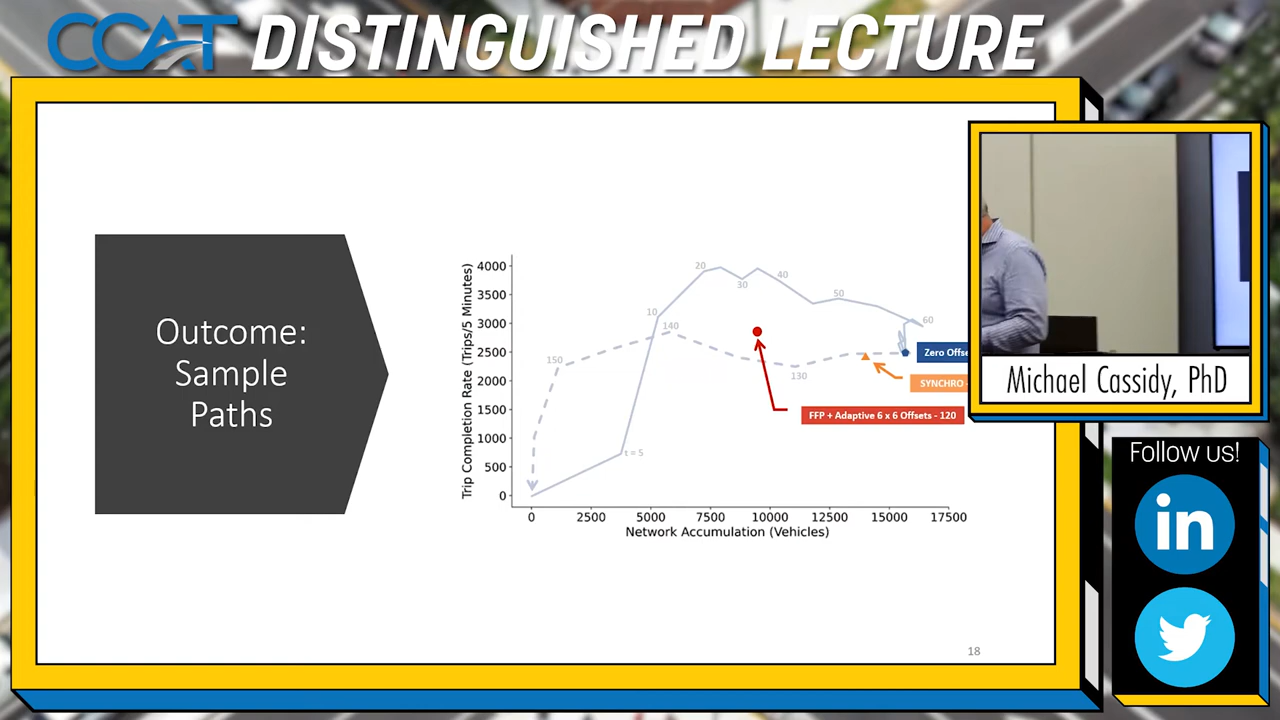 CCAT DISTINGUISHED LECTURE
Outcome:
Sample
Paths
Trip Completion Rate (Trips/5 Minutes)
4000
3500
3000
2500
2000
1500
1000
500
0
0 2500 5000 7500 10000 12500 15000 17500
Network Accumulation (Vehicles)
t = 5
10
20
30
40
50
60
130
140
150
Zero Offse
SYNCHRO -
FFP + Adaptive 6 x 6 Offsets - 120
18
Michael Cassidy, PhD
Follow us!
in